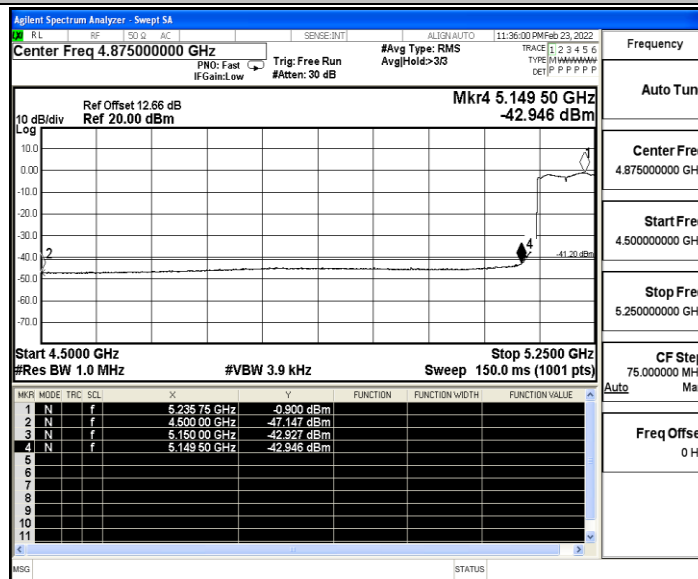 Agilent Spectrum Analyzer - Swept SA
RL RF 50 Ω AC SENSE:INT ALIGN AUTO 11:36:00 PM Feb 23, 2022
Center Freq 4.875000000 GHz
#Avg Type: RMS
TRACE 1 2 3 4 5 6
PNO: Fast Trig: Free Run Avg|Hold:>3/3
TYPE M
IFGain:Low #Atten: 30 dB
DET P P P P P P
Mkr4 5.149 50 GHz
-42.946 dBm
Ref Offset 12.66 dB
10 dB/div Ref 20.00 dBm
Log
10.0
0.00
-10.0
-20.0
-30.0
-40.0
-50.0
-60.0
-70.0
1
2
4
-41.20 dBm
Start 4.5000 GHz Stop 5.2500 GHz
#Res BW 1.0 MHz #VBW 3.9 kHz Sweep 150.0 ms (1001 pts)
MKR MODE TRC SCL X Y FUNCTION FUNCTION WIDTH FUNCTION VALUE
1 N f 5.235 75 GHz -0.900 dBm
2 N f 4.500 00 GHz -47.147 dBm
3 N f 5.150 00 GHz -42.927 dBm
4 N f 5.149 50 GHz -42.946 dBm
5
6
7
8
9
10
11
MSG STATUS
Frequency
Auto Tun
Center Fre
4.875000000 GH
Start Fre
4.500000000 GH
Stop Fre
5.250000000 GH
CF Step
75.000000 MH
Auto Ma
Freq Offse
0 H